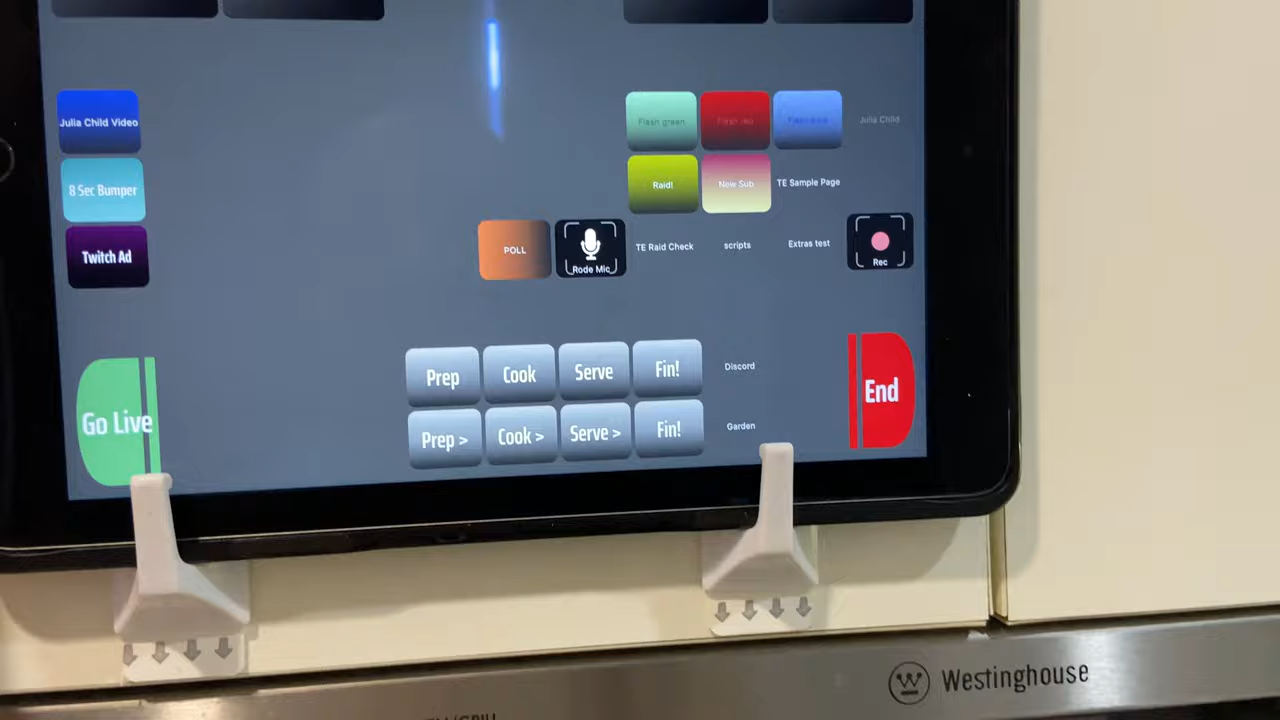 Julia Child Video
Flash green
Flash red
Julia Child
8 Sec Bumper
Raid!
New Sub
TE Sample Page
Twitch Ad
POLL
Rode Mic
TE Raid Check
scripts
Extras test
Rec
Go Live
Prep
Cook
Serve
Fin!
Discord
End
Prep >
Cook >
Serve >
Fin!
Garden
Westinghouse